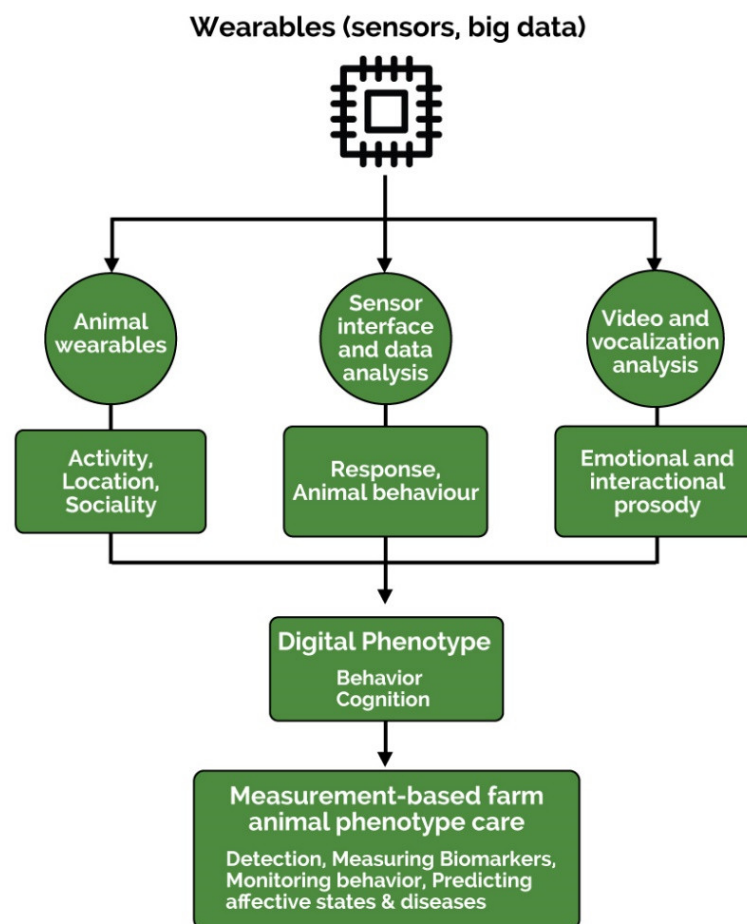 Wearables (sensors, big data)
Animal
wearables
Sensor
interface
and data
analysis
Video and
vocalization
analysis
Activity,
Location,
Sociality
Response,
Animal behaviour
Emotional and
interactional
prosody
Digital Phenotype
Behavior
Cognition
Measurement-based farm
animal phenotype care
Detection, Measuring Biomarkers,
Monitoring behavior, Predicting
affective states & diseases